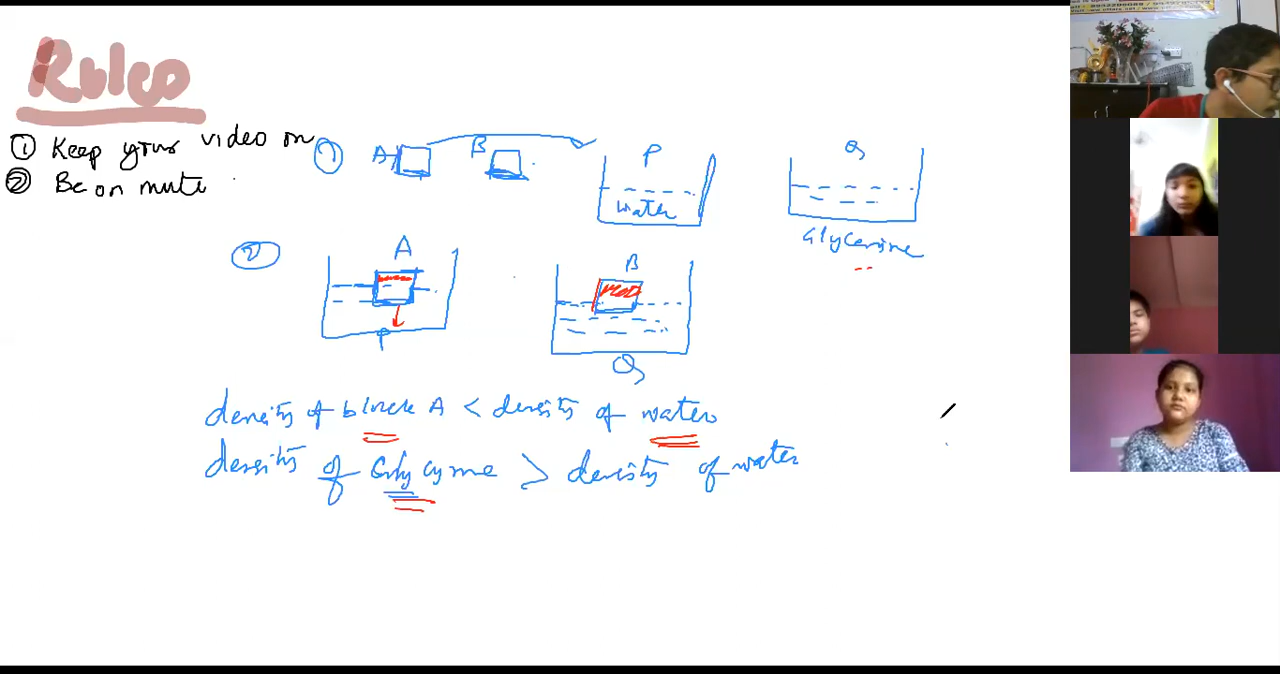 Rules
① Keep your video on
② Be on mute
① A B P Q
water
Glycerine
② A B
P Q
density of block A < density of water
density of Glycyrine > density of water